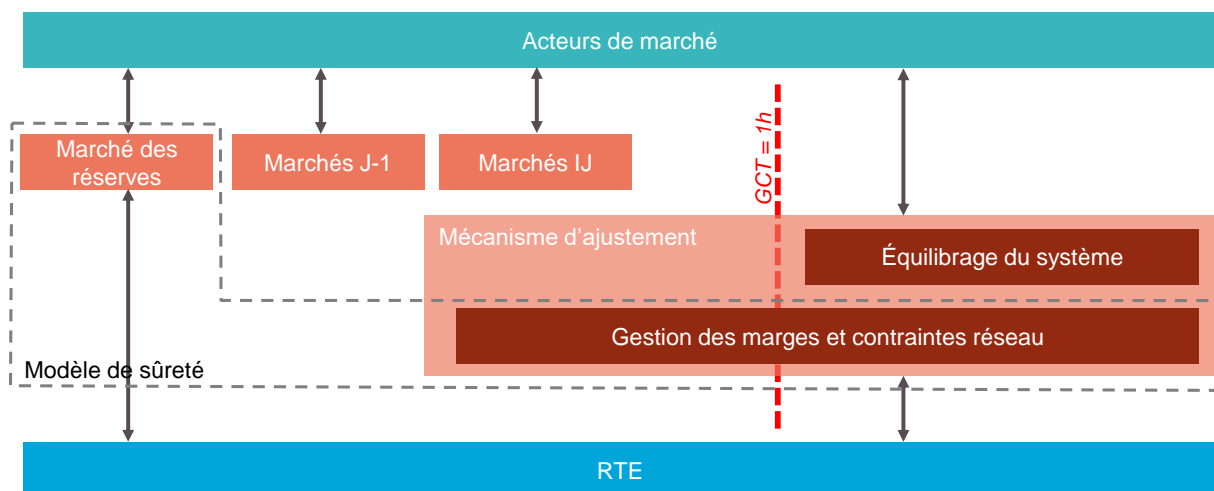 Acteurs de marché
Marché des
réserves
Marchés J-1
Marchés IJ
GCT = 1h
Mécanisme d'ajustement
Équilibrage du système
Gestion des marges et contraintes réseau
Modèle de sûreté
RTE